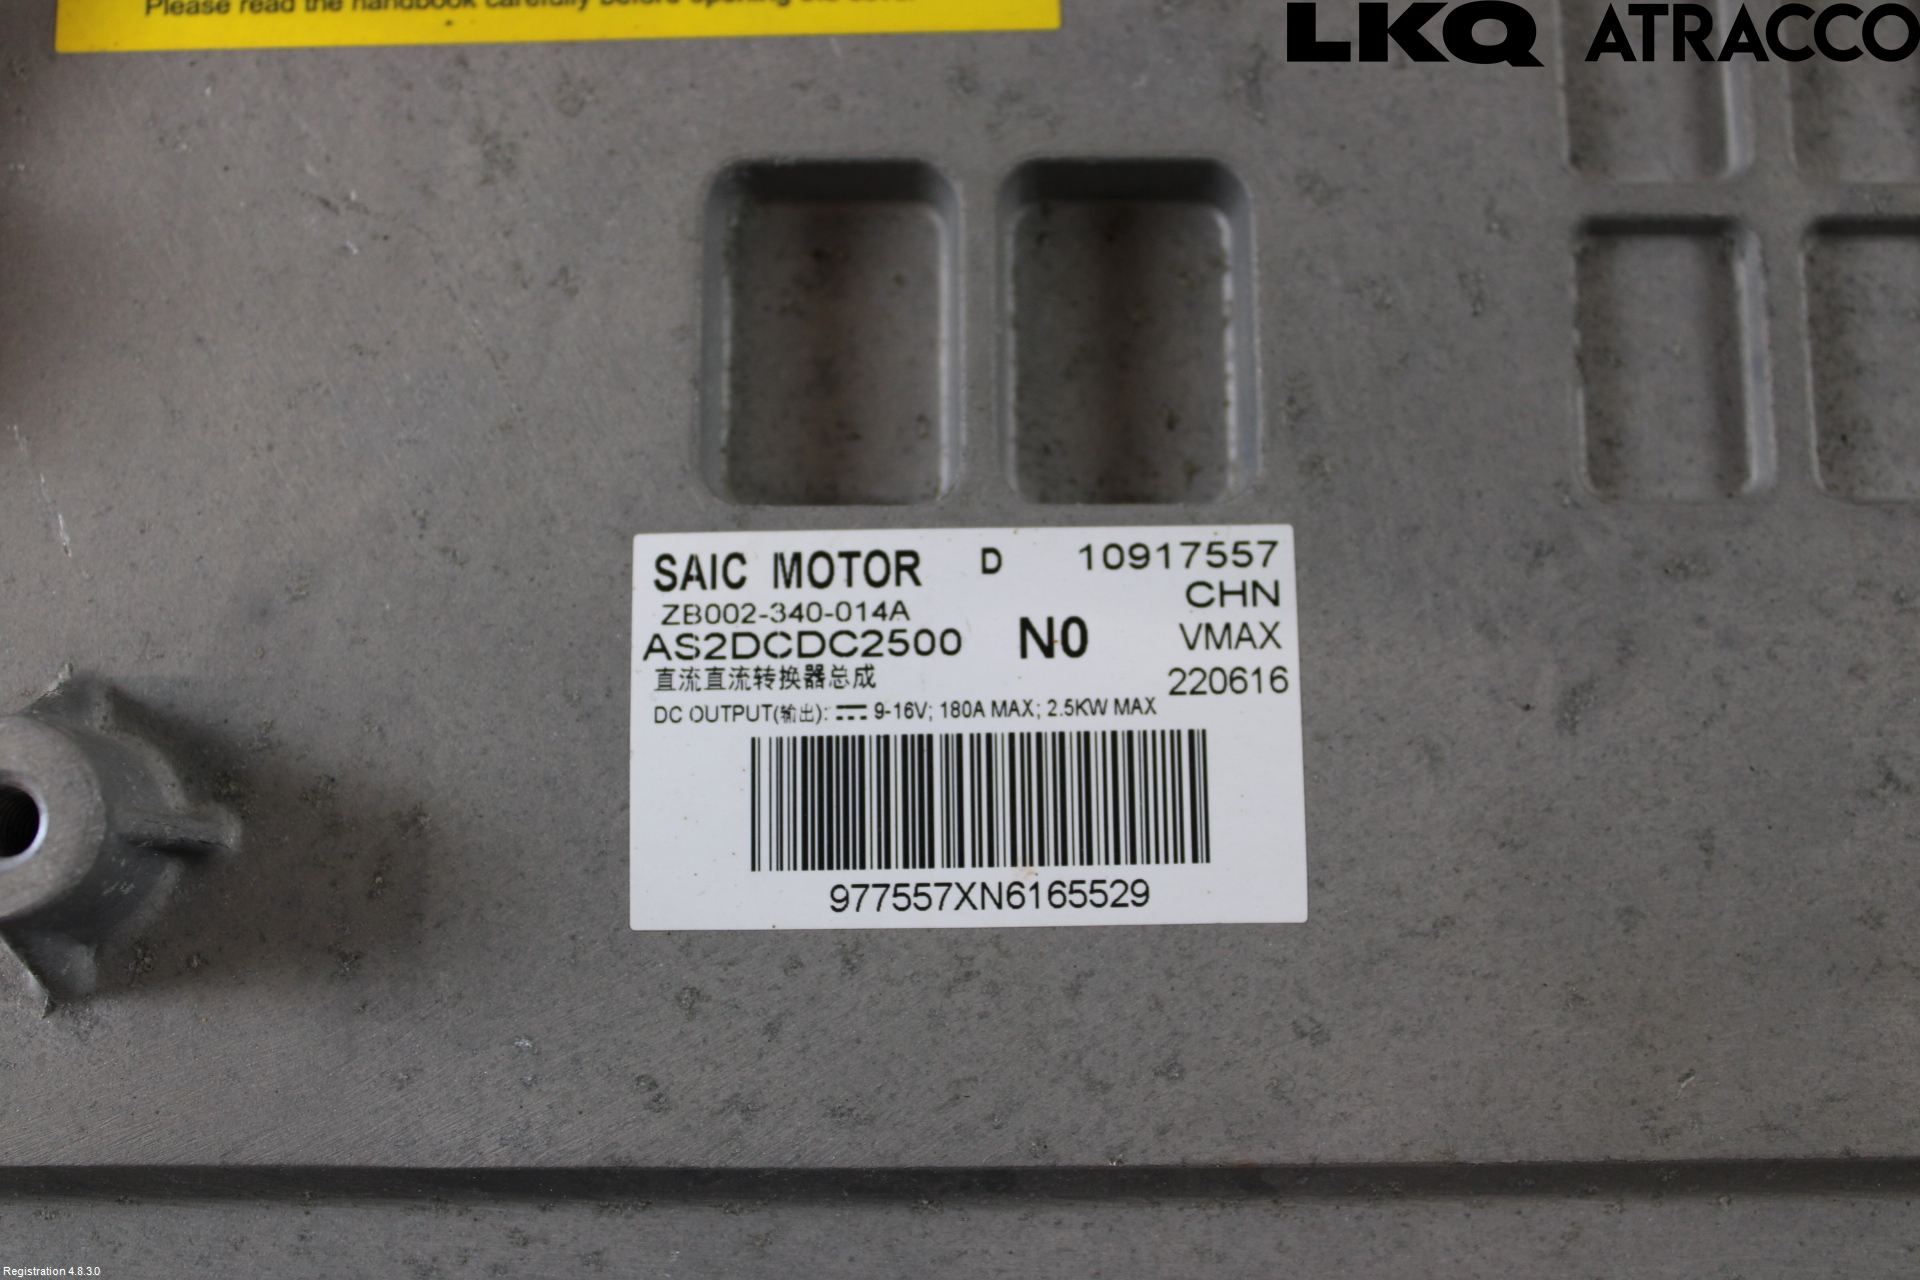 Please read the handbook carefully before opening the cover
LKQ ATRACCO
SAIC MOTOR D 10917557
ZB002-340-014A CHN
AS2DCDC2500 N0 VMAX
直流直流转换器总成 220616
DC OUTPUT(输出): ⎓ 9-16V; 180A MAX; 2.5KW MAX
977557XN6165529
Registration 4.8.3.0